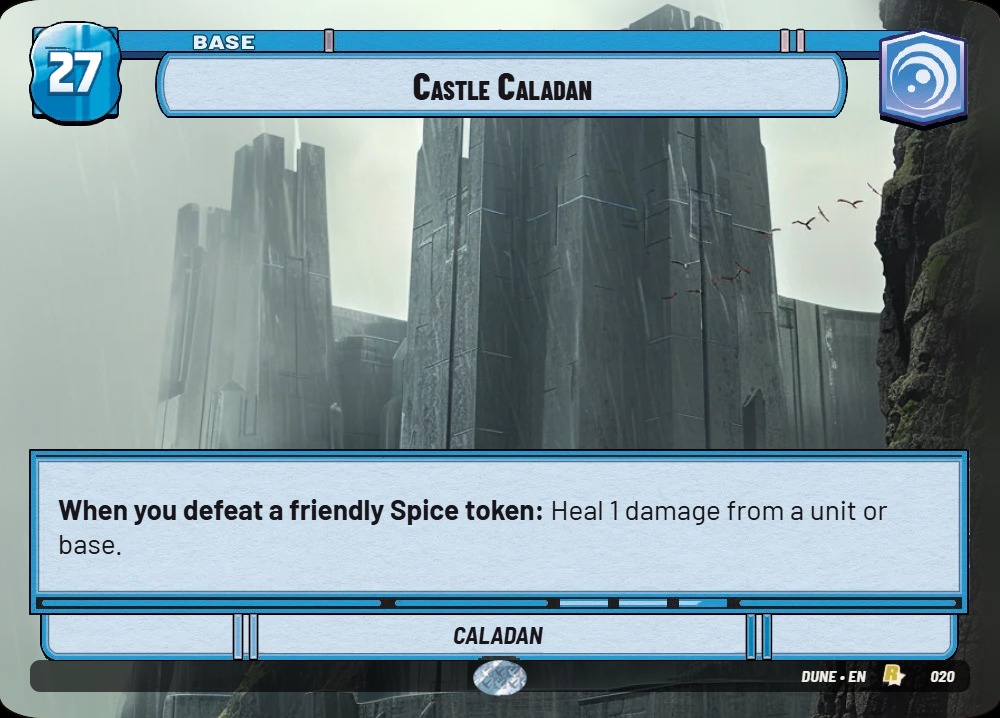 BASE
27
CASTLE CALADAN
When you defeat a friendly Spice token: Heal 1 damage from a unit or
base.
CALADAN
DUNE • EN R 020